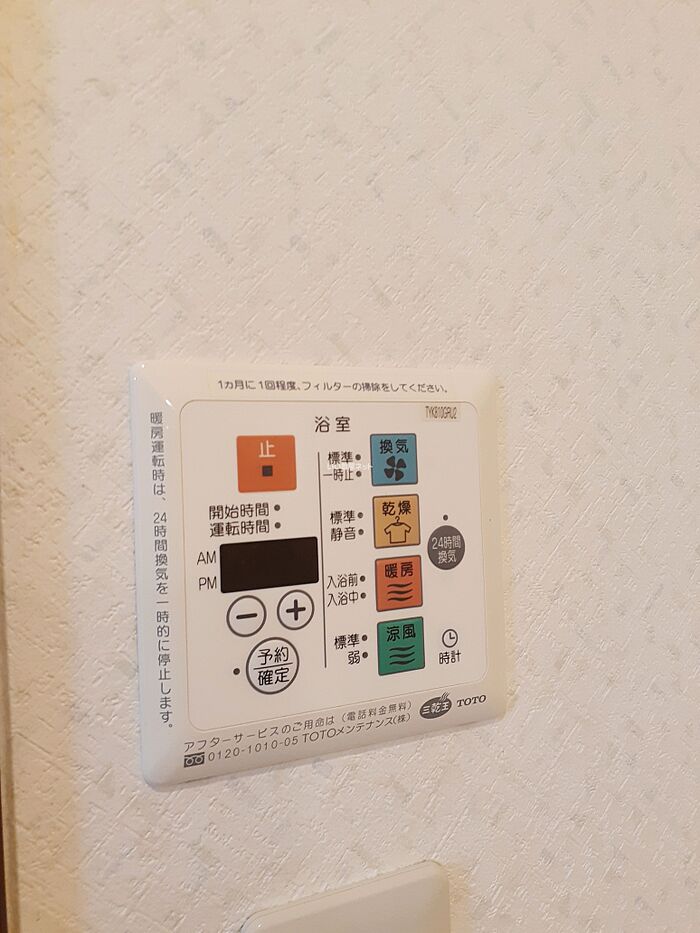 1カ月に1回程度、フィルターの掃除をしてください。
TYK810GRU2
浴室
暖房運転時は、24時間換気を一時的に停止します。
止
開始時間
運転時間
AM
PM
−
+
予約
確定
標準
一時止
換気
標準
静音
乾燥
入浴前
入浴中
暖房
標準
弱
涼風
24時間
換気
時計
アフターサービスのご用命は(電話料金無料)
0120-1010-05 TOTOメンテナンス(株)
三乾王
TOTO